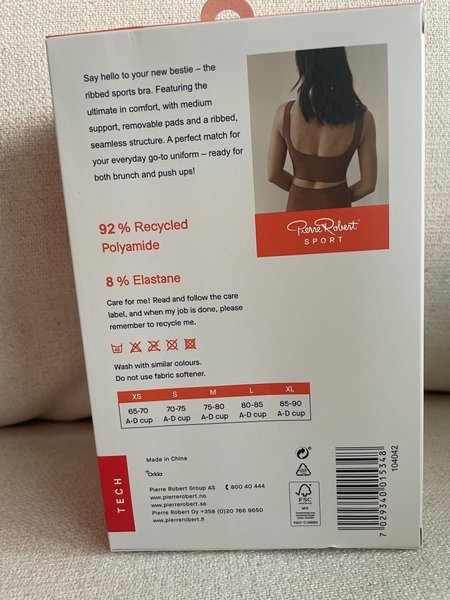 Say hello to your new bestie – the
ribbed sports bra. Featuring the
ultimate in comfort, with medium
support, removable pads and a ribbed,
seamless structure. A perfect match for
your everyday go-to uniform – ready for
both brunch and push ups!
Pierre Robert
SPORT
92 % Recycled
Polyamide
8 % Elastane
Care for me! Read and follow the care
label, and when my job is done, please
remember to recycle me.
Wash with similar colours.
Do not use fabric softener.
XS S M L XL
65-70 70-75 75-80 80-85 85-90
A-D cup A-D cup A-D cup A-D cup A-D cup
TECH
Made in China
Orkla
Pierre Robert Group AS 800 40 444
www.pierrerobert.no
www.pierrerobert.se
Pierre Robert Oy +358 (0)20 766 9650
www.pierrerobert.fi
FSC
MIX
7 029340 015348
104042